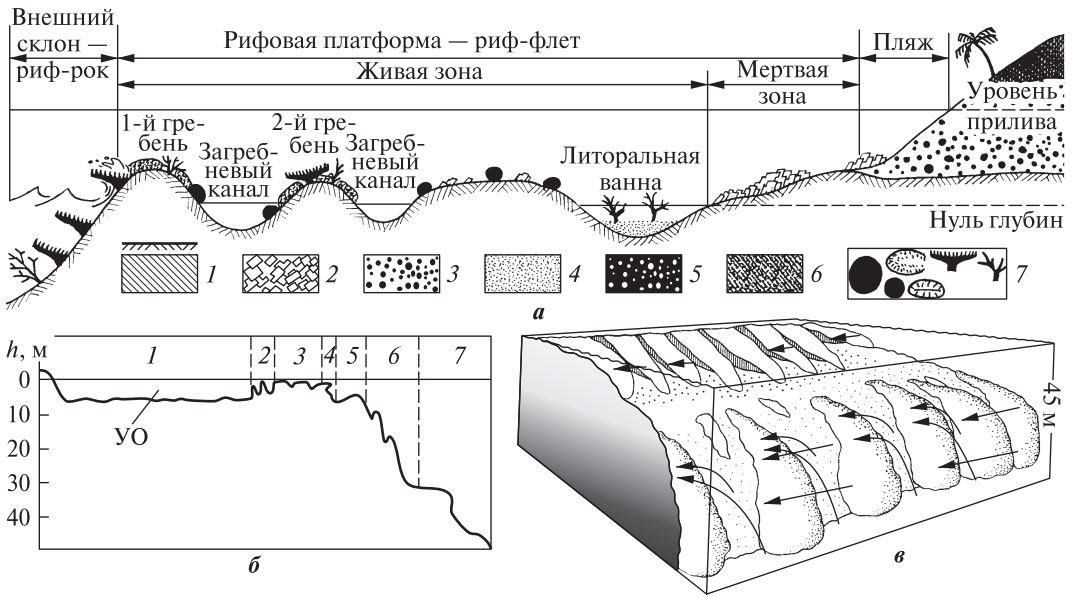 Внешний
склон —
риф-рок
Рифовая платформа — риф-флет
Пляж
Живая зона
Мертвая
зона
Уровень
прилива
1-й гре-
бень
Загреб-
невый
канал
2-й гре-
бень
Загреб-
невый
канал
Литоральная
ванна
Нуль глубин
1 2 3 4 5 6 7
а
h, м
1 2 3 4 5 6 7
0
10
20
30
40
УО
б
45 м
в